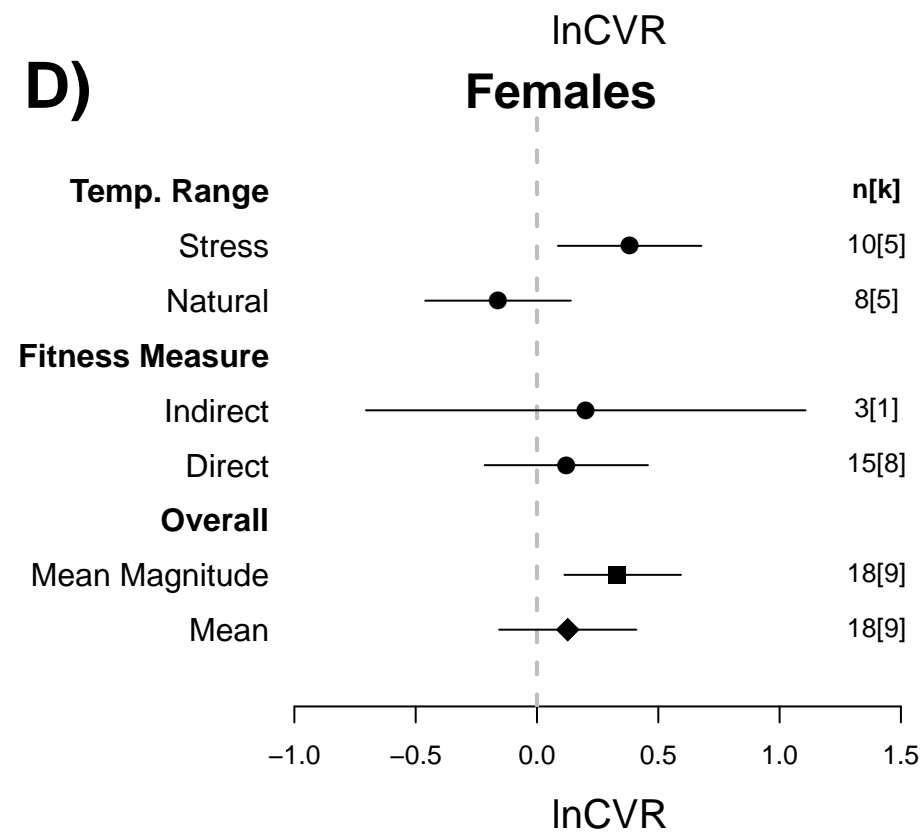 lnCVR
D)
Females
Temp. Range n[k]
Stress 10[5]
Natural 8[5]
Fitness Measure
Indirect 3[1]
Direct 15[8]
Overall
Mean Magnitude 18[9]
Mean 18[9]
−1.0 −0.5 0.0 0.5 1.0 1.5
lnCVR